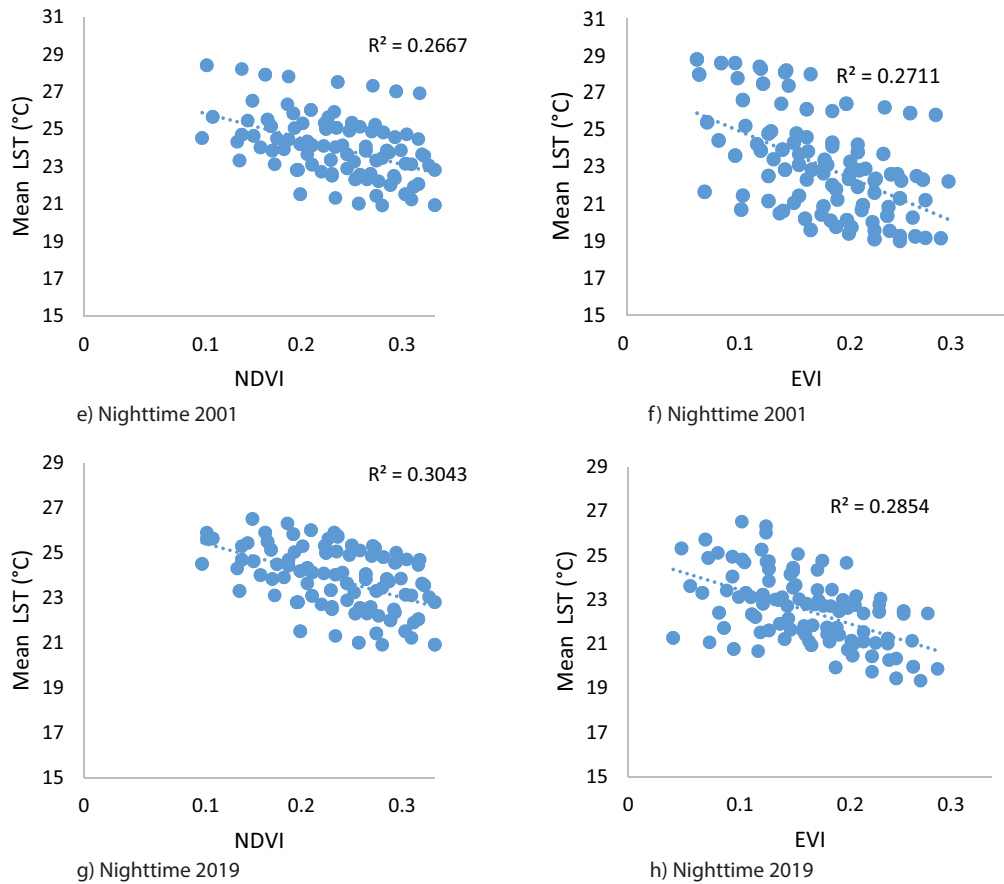 31
29
27
25
23
21
19
17
15
Mean LST (°C)
R² = 0.2667
0 0.1 0.2 0.3
NDVI
e) Nighttime 2001
31
29
27
25
23
21
19
17
15
Mean LST (°C)
R² = 0.2711
0 0.1 0.2 0.3
EVI
f) Nighttime 2001
29
27
25
23
21
19
17
15
Mean LST (°C)
R² = 0.3043
0 0.1 0.2 0.3
NDVI
g) Nighttime 2019
29
27
25
23
21
19
17
15
Mean LST (°C)
R² = 0.2854
0 0.1 0.2 0.3
EVI
h) Nighttime 2019